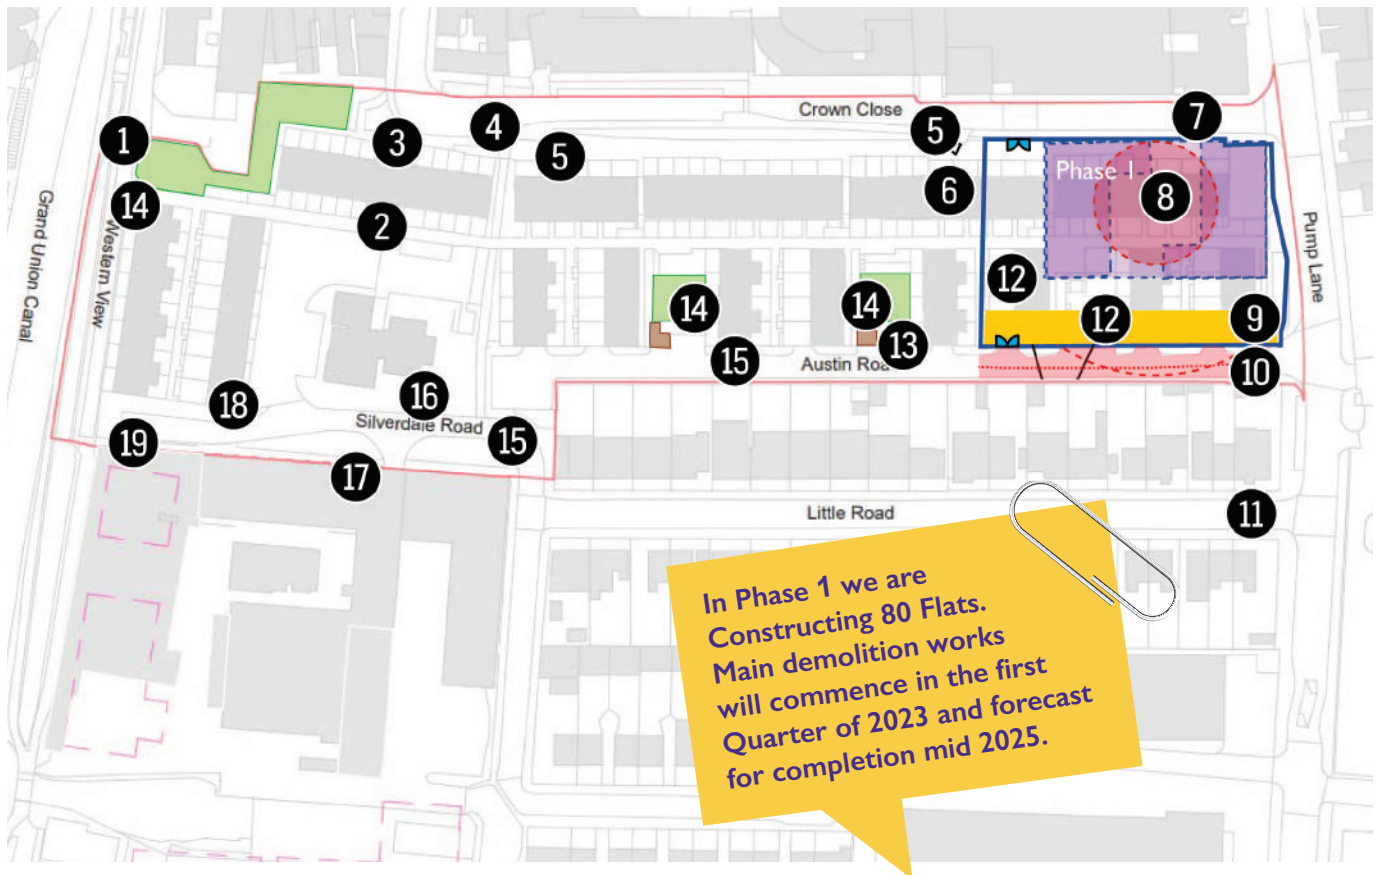 Crown Close
7
1
3
4
5
5
Phase 1
6
8
14
2
Grand Union Canal
Western View
Pump Lane
12
14
14
12
9
13
15
Austin Roa
10
16
18
Silverdale Road
15
19
17
Little Road
11
In Phase 1 we are
Constructing 80 Flats.
Main demolition works
will commence in the first
Quarter of 2023 and forecast
for completion mid 2025.